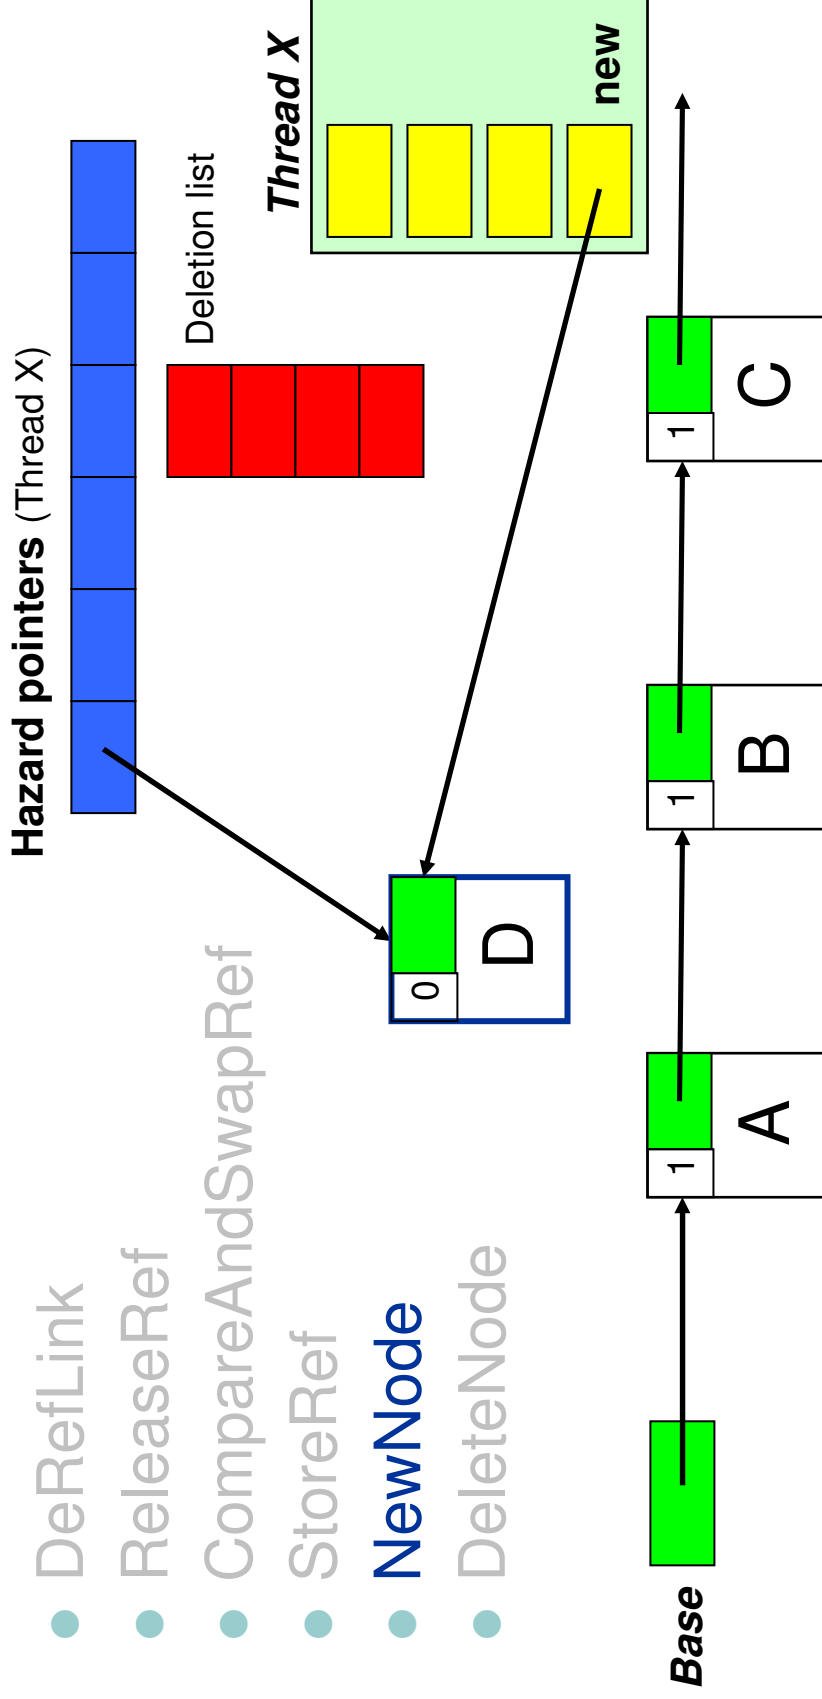 Hazard pointers (Thread X)
DeRefLink
ReleaseRef
CompareAndSwapRef
StoreRef
NewNode
DeleteNode
Deletion list
Thread X
new
0
D
Base
1
A
1
B
1
C